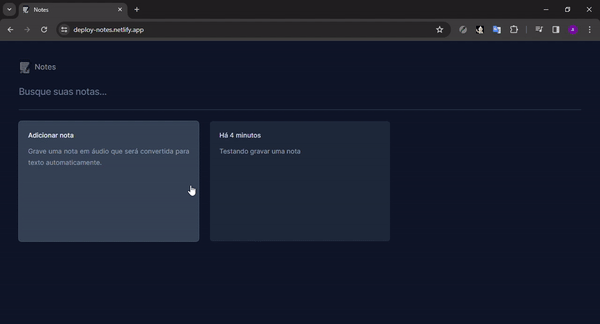 Notes
deploy-notes.netlify.app
Notes
Busque suas notas...
Adicionar nota
Grave uma nota em áudio que será convertida para
texto automaticamente.
Há 4 minutos
Testando gravar uma nota